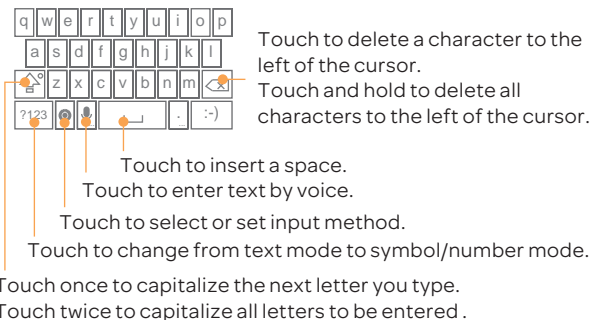 q w e r t y u i o p
a s d f g h j k l
z x c v b n m
?123 . :-)
Touch to delete a character to the
left of the cursor.
Touch and hold to delete all
characters to the left of the cursor.
Touch to insert a space.
Touch to enter text by voice.
Touch to select or set input method.
Touch to change from text mode to symbol/number mode.
Touch once to capitalize the next letter you type.
Touch twice to capitalize all letters to be entered .